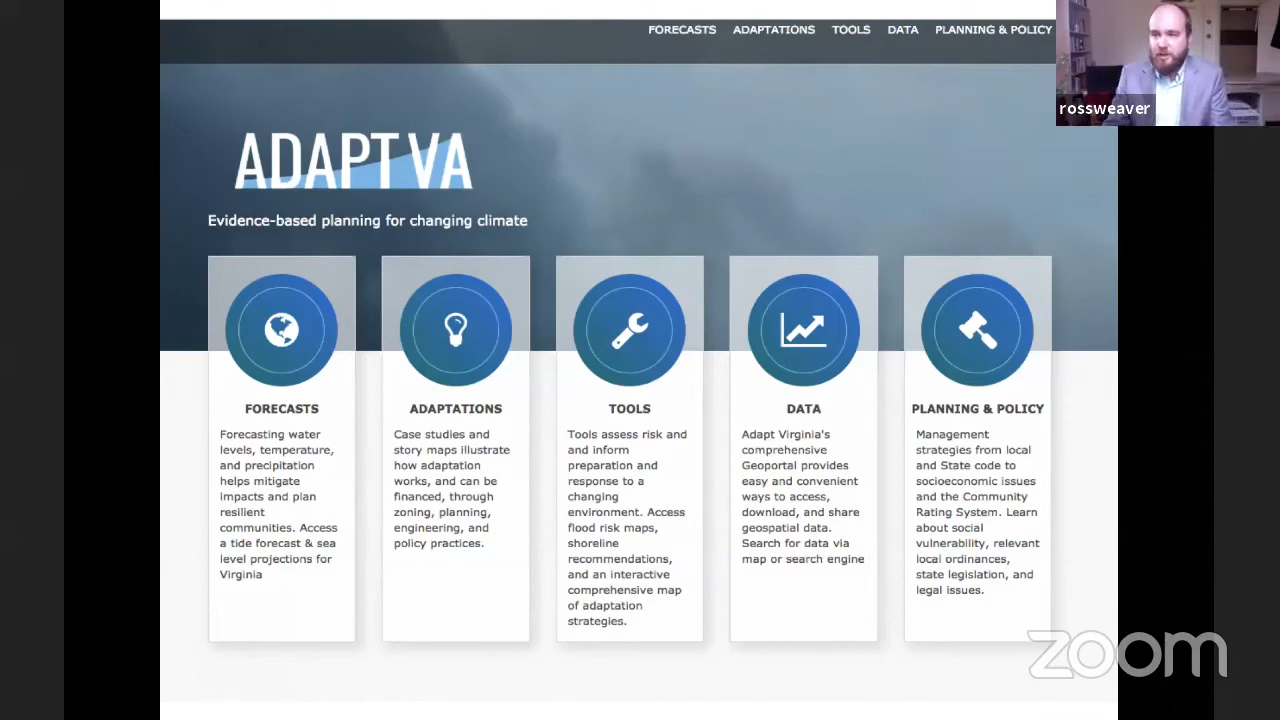 FORECASTS ADAPTATIONS TOOLS DATA PLANNING & POLICY
rossweaver
ADAPT VA
Evidence-based planning for changing climate
FORECASTS
Forecasting water
levels, temperature,
and precipitation
helps mitigate
impacts and plan
resilient
communities. Access
a tide forecast & sea
level projections for
Virginia
ADAPTATIONS
Case studies and
story maps illustrate
how adaptation
works, and can be
financed, through
zoning, planning,
engineering, and
policy practices.
TOOLS
Tools assess risk and
and inform
preparation and
response to a
changing
environment. Access
flood risk maps,
shoreline
recommendations,
and an interactive
comprehensive map
of adaptation
strategies.
DATA
Adapt Virginia's
comprehensive
Geoportal provides
easy and convenient
ways to access,
download, and share
geospatial data.
Search for data via
map or search engine
PLANNING & POLICY
Management
strategies from local
and State code to
socioeconomic issues
and the Community
Rating System. Learn
about social
vulnerability, relevant
local ordinances,
state legislation, and
legal issues.
zoom